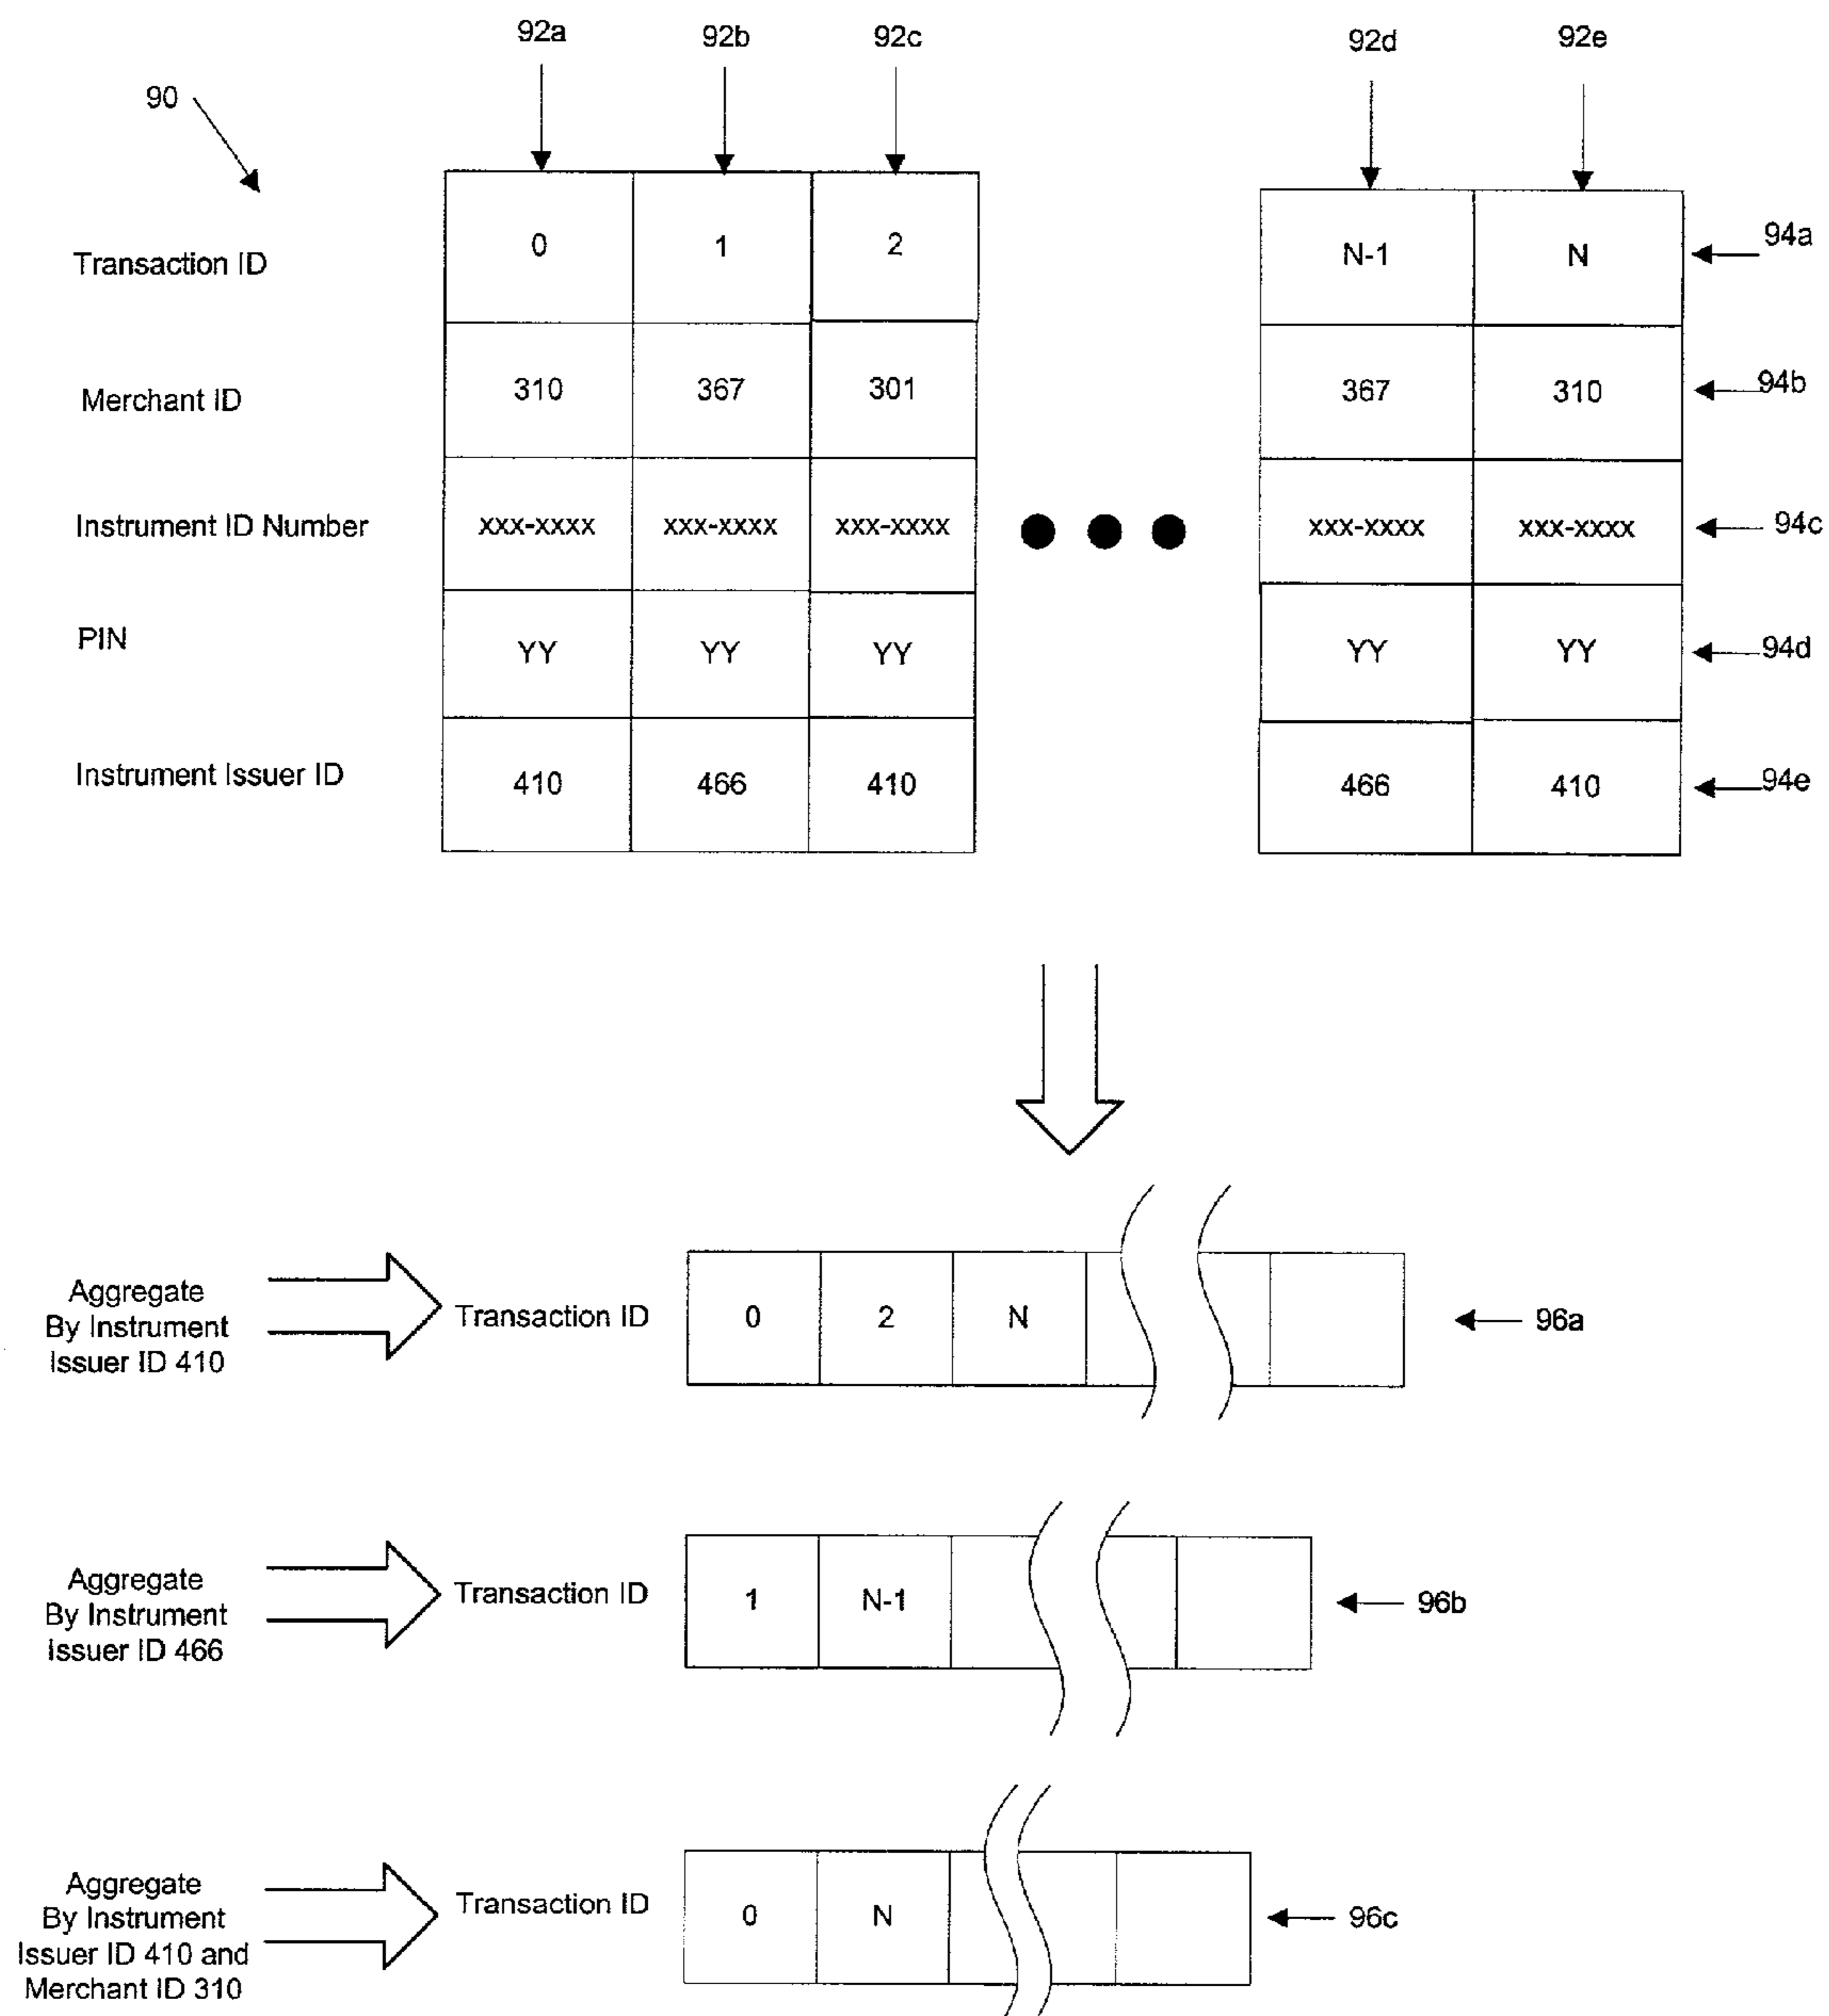 92a 92b 92c 92d 92e
90
Transaction ID 0 1 2 N-1 N 94a
Merchant ID 310 367 301 367 310 94b
Instrument ID Number xxx-xxxx xxx-xxxx xxx-xxxx xxx-xxxx xxx-xxxx 94c
PIN YY YY YY YY YY 94d
Instrument Issuer ID 410 466 410 466 410 94e
Aggregate
By Instrument
Issuer ID 410
Transaction ID 0 2 N 96a
Aggregate
By Instrument
Issuer ID 466
Transaction ID 1 N-1 96b
Aggregate
By Instrument
Issuer ID 410 and
Merchant ID 310
Transaction ID 0 N 96c